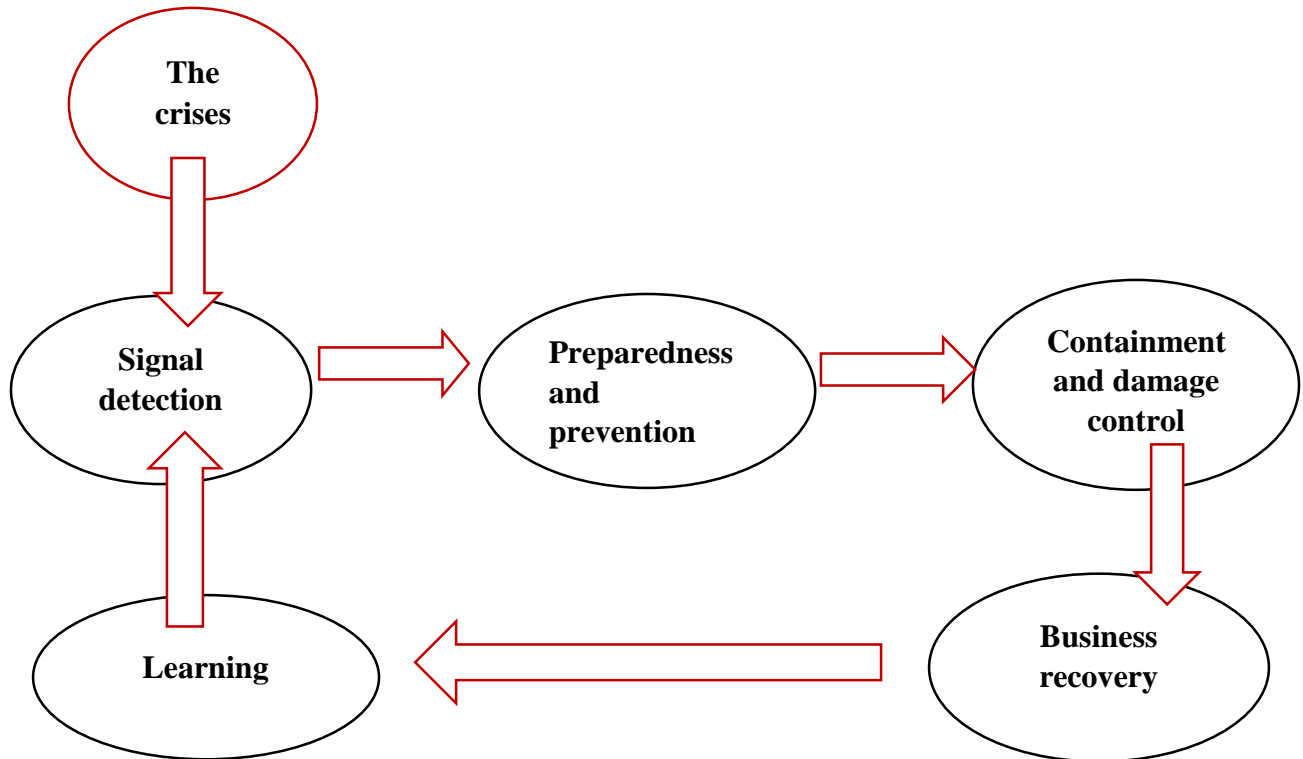 The
crises
Signal
detection
Preparedness
and
prevention
Containment
and damage
control
Business
recovery
Learning